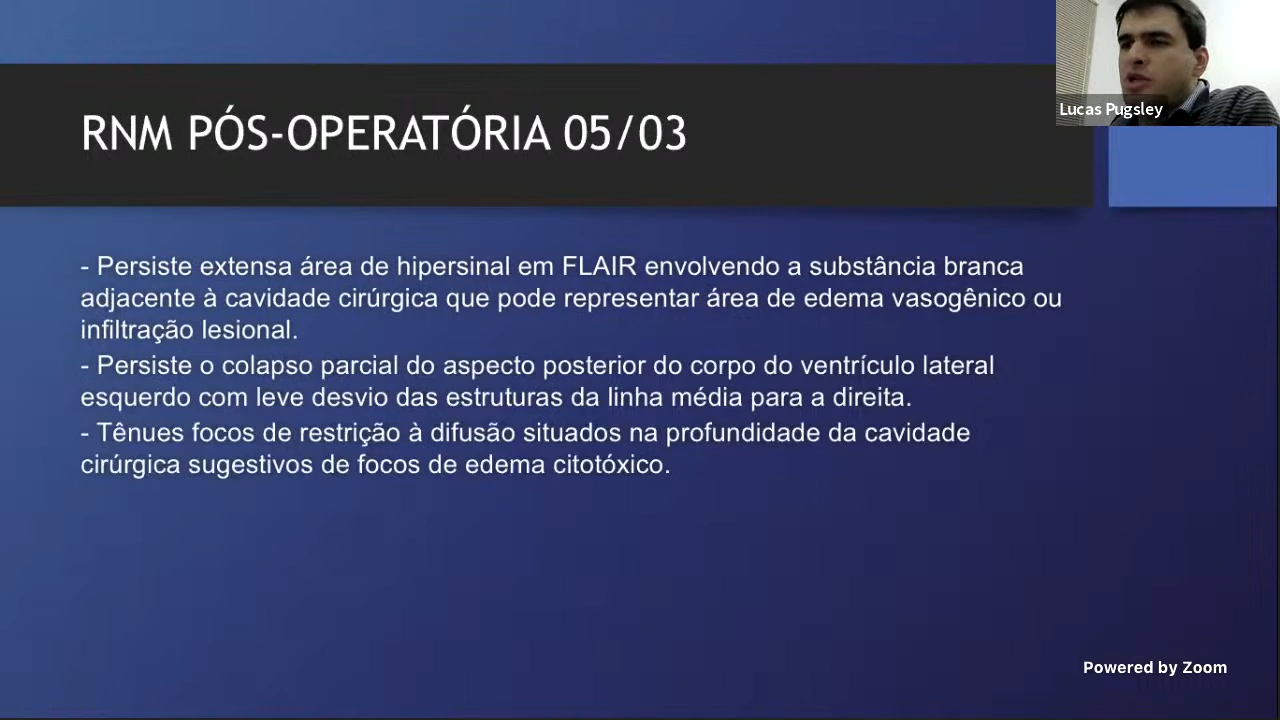 Lucas Pugsley
RNM PÓS-OPERATÓRIA 05/03
- Persiste extensa área de hipersinal em FLAIR envolvendo a substância branca
adjacente à cavidade cirúrgica que pode representar área de edema vasogênico ou
infiltração lesional.
- Persiste o colapso parcial do aspecto posterior do corpo do ventrículo lateral
esquerdo com leve desvio das estruturas da linha média para a direita.
- Tênues focos de restrição à difusão situados na profundidade da cavidade
cirúrgica sugestivos de focos de edema citotóxico.
Powered by Zoom